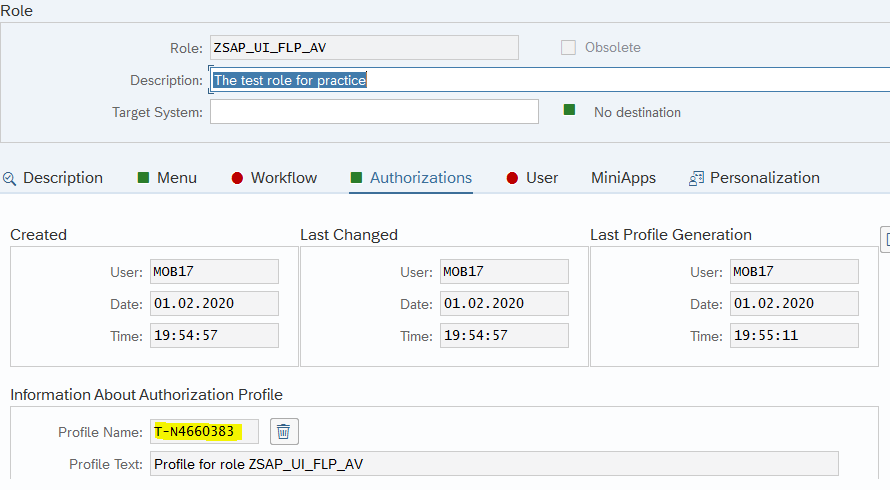 Role
Role: ZSAP_UI_FLP_AV Obsolete
Description: The test role for practice
Target System: No destination
Description Menu Workflow Authorizations User MiniApps Personalization
Created Last Changed Last Profile Generation
User: MOB17 User: MOB17 User: MOB17
Date: 01.02.2020 Date: 01.02.2020 Date: 01.02.2020
Time: 19:54:57 Time: 19:54:57 Time: 19:55:11
Information About Authorization Profile
Profile Name: T-N4660383
Profile Text: Profile for role ZSAP_UI_FLP_AV